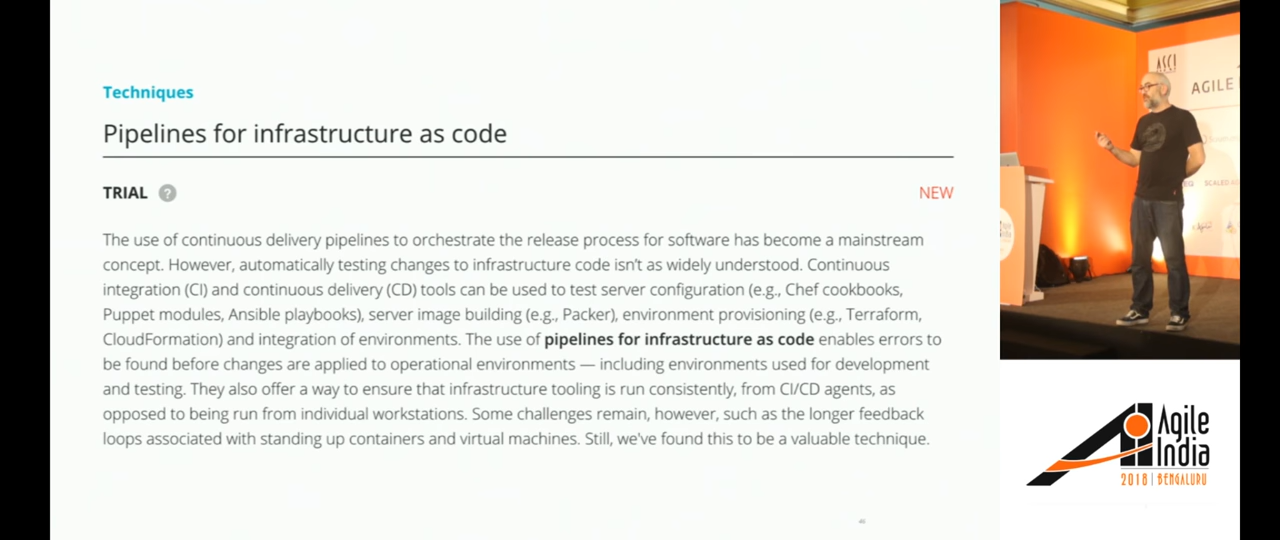 Techniques
Pipelines for infrastructure as code
TRIAL ?
NEW
The use of continuous delivery pipelines to orchestrate the release process for software has become a mainstream
concept. However, automatically testing changes to infrastructure code isn't as widely understood. Continuous
integration (CI) and continuous delivery (CD) tools can be used to test server configuration (e.g., Chef cookbooks,
Puppet modules, Ansible playbooks), server image building (e.g., Packer), environment provisioning (e.g., Terraform,
CloudFormation) and integration of environments. The use of pipelines for infrastructure as code enables errors to
be found before changes are applied to operational environments — including environments used for development
and testing. They also offer a way to ensure that infrastructure tooling is run consistently, from CI/CD agents, as
opposed to being run from individual workstations. Some challenges remain, however, such as the longer feedback
loops associated with standing up containers and virtual machines. Still, we've found this to be a valuable technique.
ASCI
AGILE
SCALED
Agile
India
2018 | BENGALURU